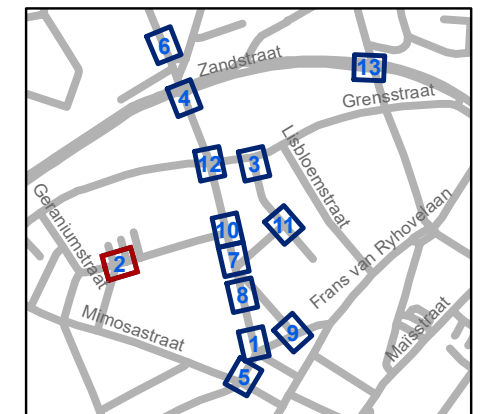 6
Zandstraat
13
4
Grensstraat
12
3
Lisbloemstraat
Geraniumstraat
10
11
7
2
Frans van Ryhovelaan
8
Mimosastraat
9
1
Maïsstraat
5